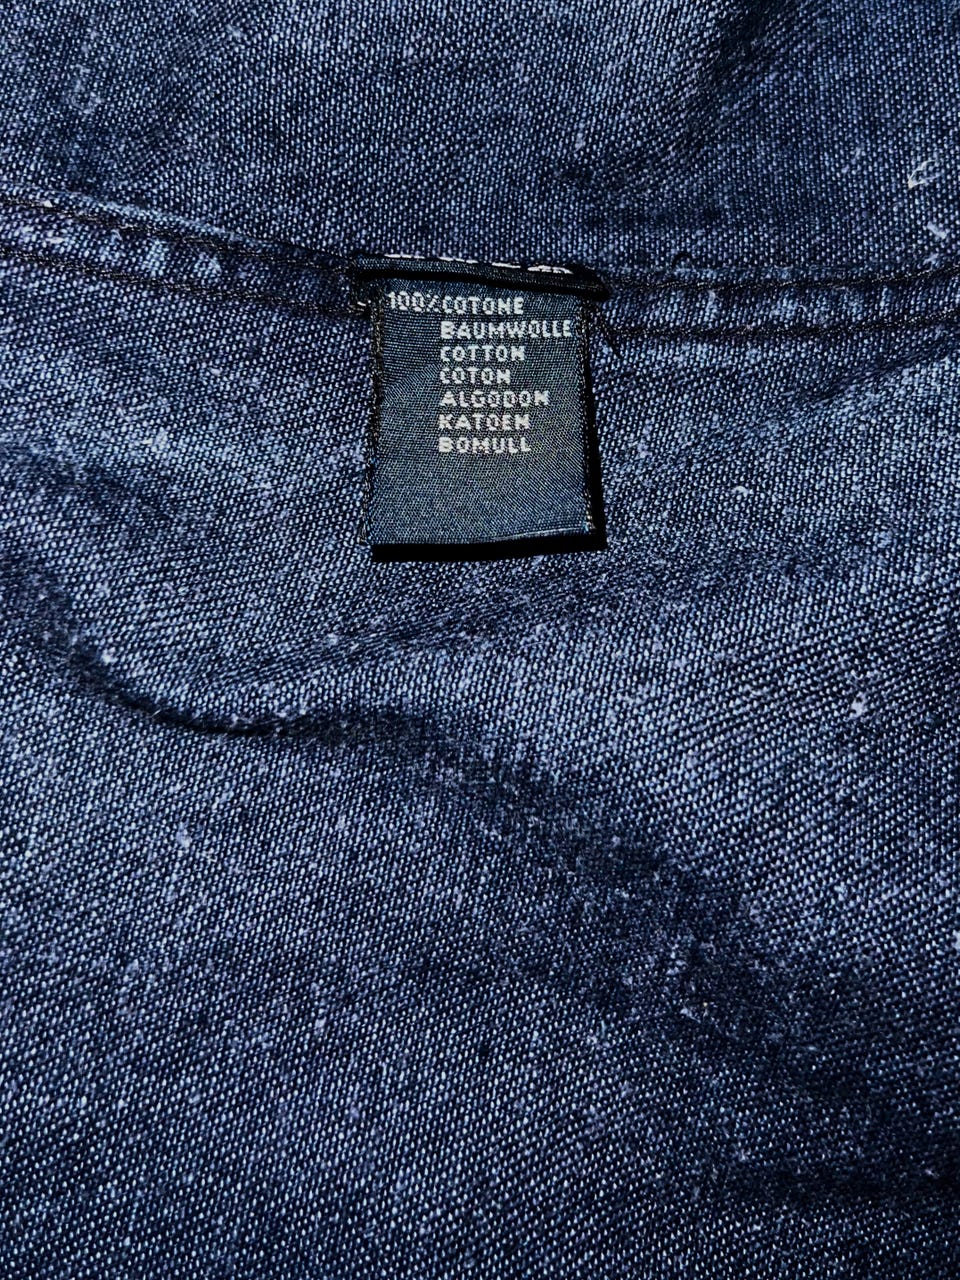 100% COTONE
BAUMWOLLE
COTTON
COTON
ALGODON
KATOEN
BOMULL